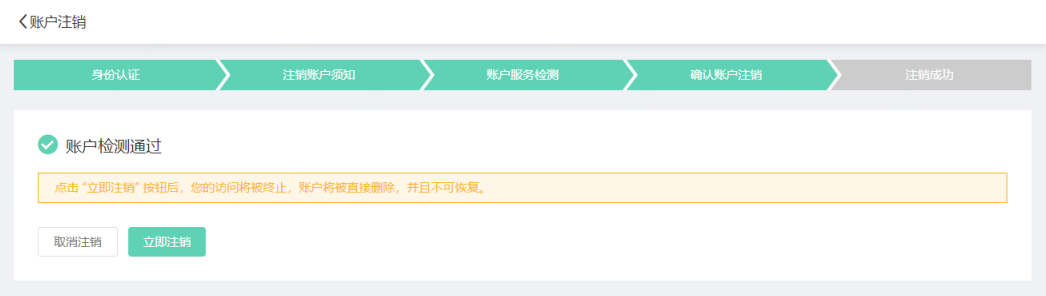 账户注销
身份认证 注销账户须知 账户服务检测 确认账户注销 注销成功
账户检测通过
点击 “立即注销” 按钮后，您的访问将被终止，账户将被直接删除，并且不可恢复。
取消注销 立即注销